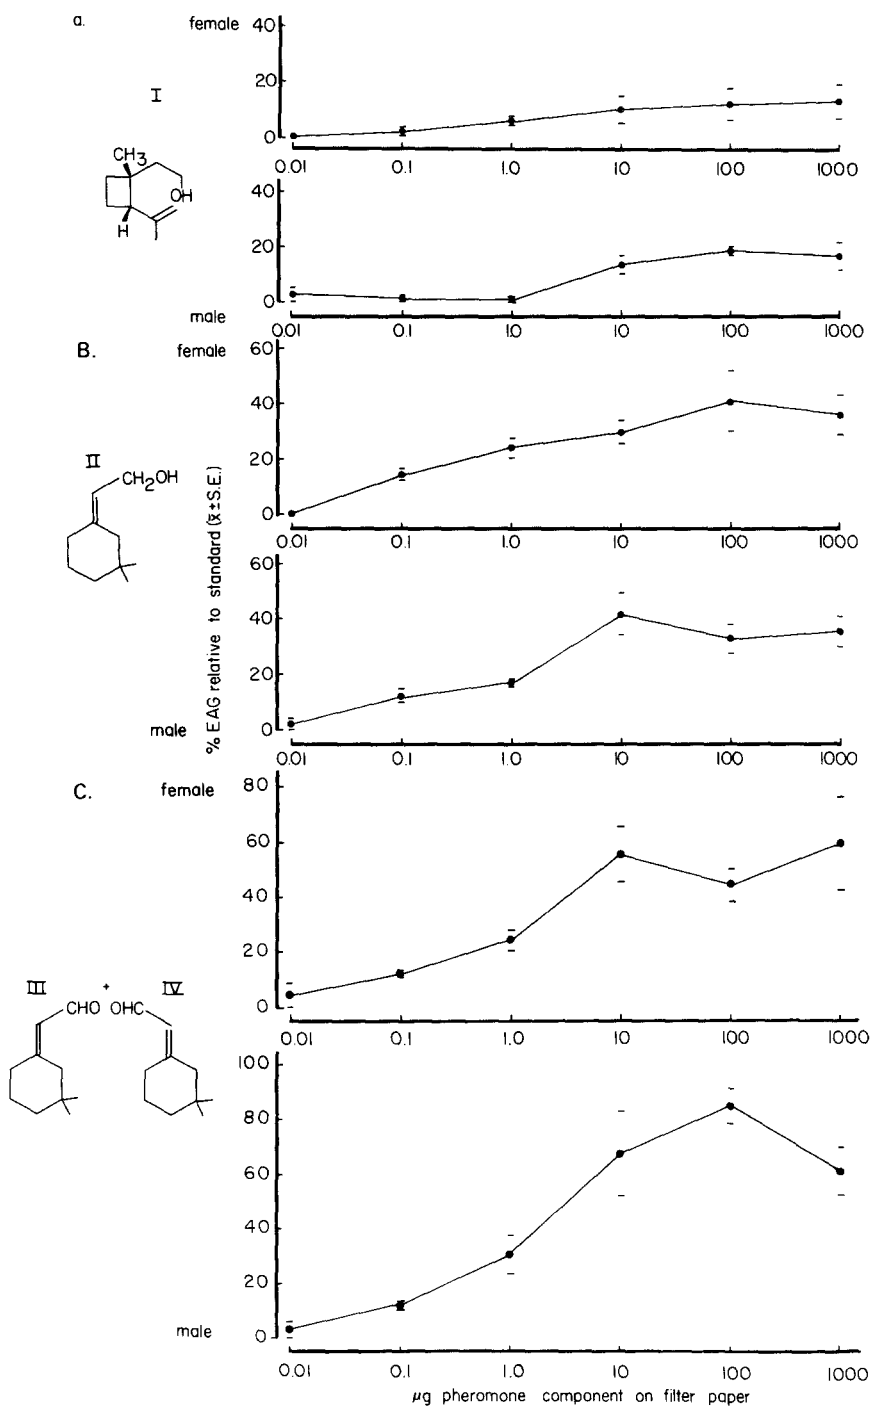 a.
female 40
20
0
0.01 0.1 1.0 10 100 1000
I
CH3
OH
H
40
20
0
male
0.01 0.1 1.0 10 100 1000
B.
female 60
40
20
0
0.01 0.1 1.0 10 100 1000
II
CH2OH
% EAG relative to standard (x̄ ± S.E.)
60
40
20
male 0
0.01 0.1 1.0 10 100 1000
C.
female 80
60
40
20
0
0.01 0.1 1.0 10 100 1000
III + IV
CHO OHC
100
80
60
40
20
male 0
0.01 0.1 1.0 10 100 1000
µg pheromone component on filter paper